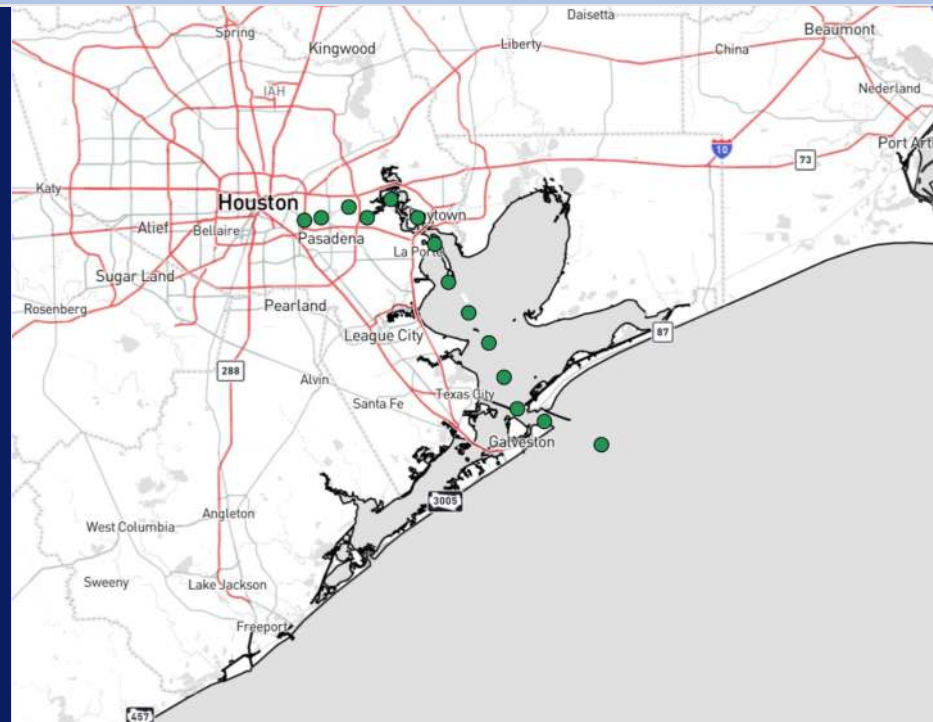 Daisetta
Beaumont
Spring
Kingwood
Liberty
China
IAH
Nederland
10
73
Port Arth
Katy
Houston
ytown
Atief
Bellaire
Pasadena
La Porte
Sugar Land
Rosenberg
Pearland
League City
87
288
Alvin
Texas City
Santa Fe
Galveston
3005
Angleton
West Columbia
Sweeny
Lake Jackson
Freeport
457